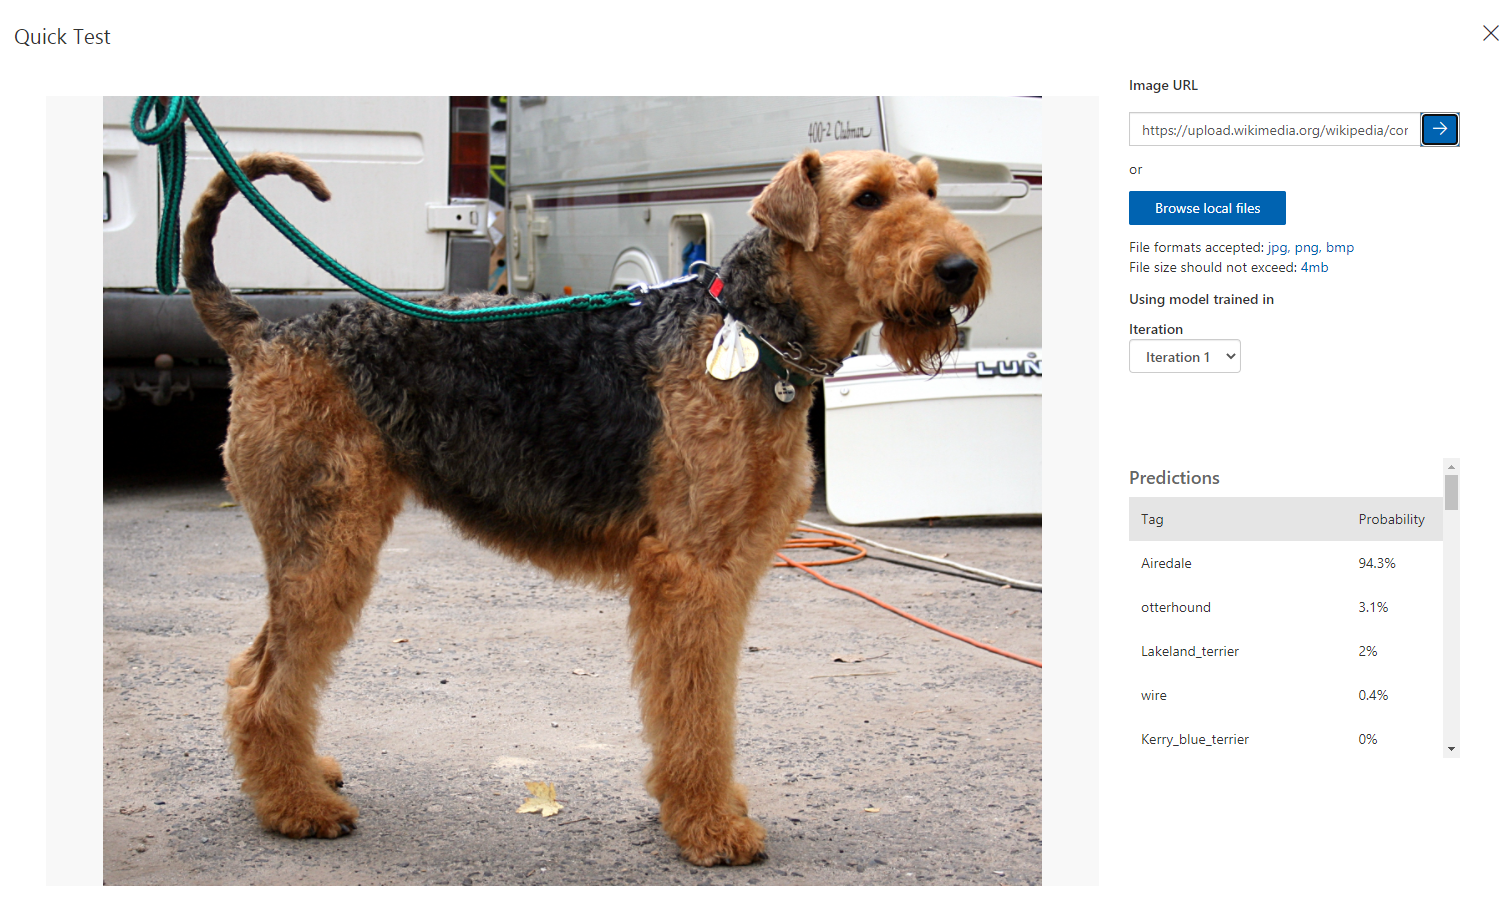 Quick Test
Image URL
https://upload.wikimedia.org/wikipedia/cor
or
Browse local files
File formats accepted: jpg, png, bmp
File size should not exceed: 4mb
Using model trained in
Iteration
Iteration 1
400-2 Clubman
LUN
Predictions
Tag Probability
Airedale 94.3%
otterhound 3.1%
Lakeland_terrier 2%
wire 0.4%
Kerry_blue_terrier 0%